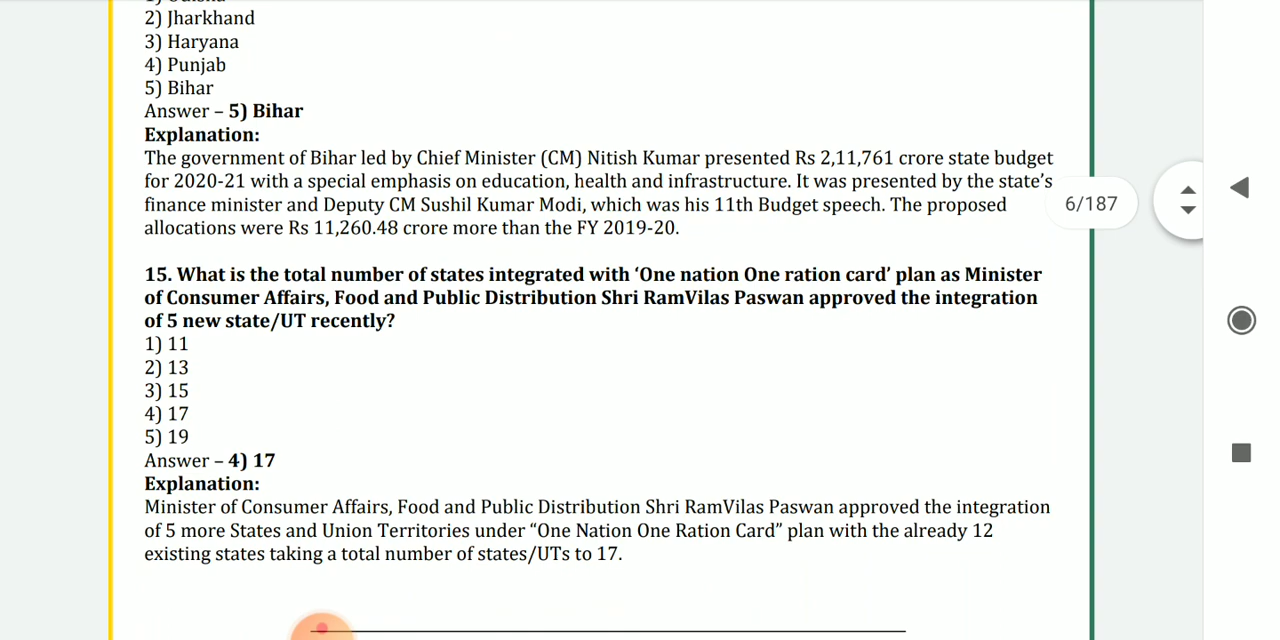 2) Jharkhand
3) Haryana
4) Punjab
5) Bihar
Answer – 5) Bihar
Explanation:
The government of Bihar led by Chief Minister (CM) Nitish Kumar presented Rs 2,11,761 crore state budget
for 2020-21 with a special emphasis on education, health and infrastructure. It was presented by the state's
finance minister and Deputy CM Sushil Kumar Modi, which was his 11th Budget speech. The proposed
allocations were Rs 11,260.48 crore more than the FY 2019-20.
6/187
15. What is the total number of states integrated with ‘One nation One ration card’ plan as Minister
of Consumer Affairs, Food and Public Distribution Shri RamVilas Paswan approved the integration
of 5 new state/UT recently?
1) 11
2) 13
3) 15
4) 17
5) 19
Answer – 4) 17
Explanation:
Minister of Consumer Affairs, Food and Public Distribution Shri RamVilas Paswan approved the integration
of 5 more States and Union Territories under “One Nation One Ration Card” plan with the already 12
existing states taking a total number of states/UTs to 17.